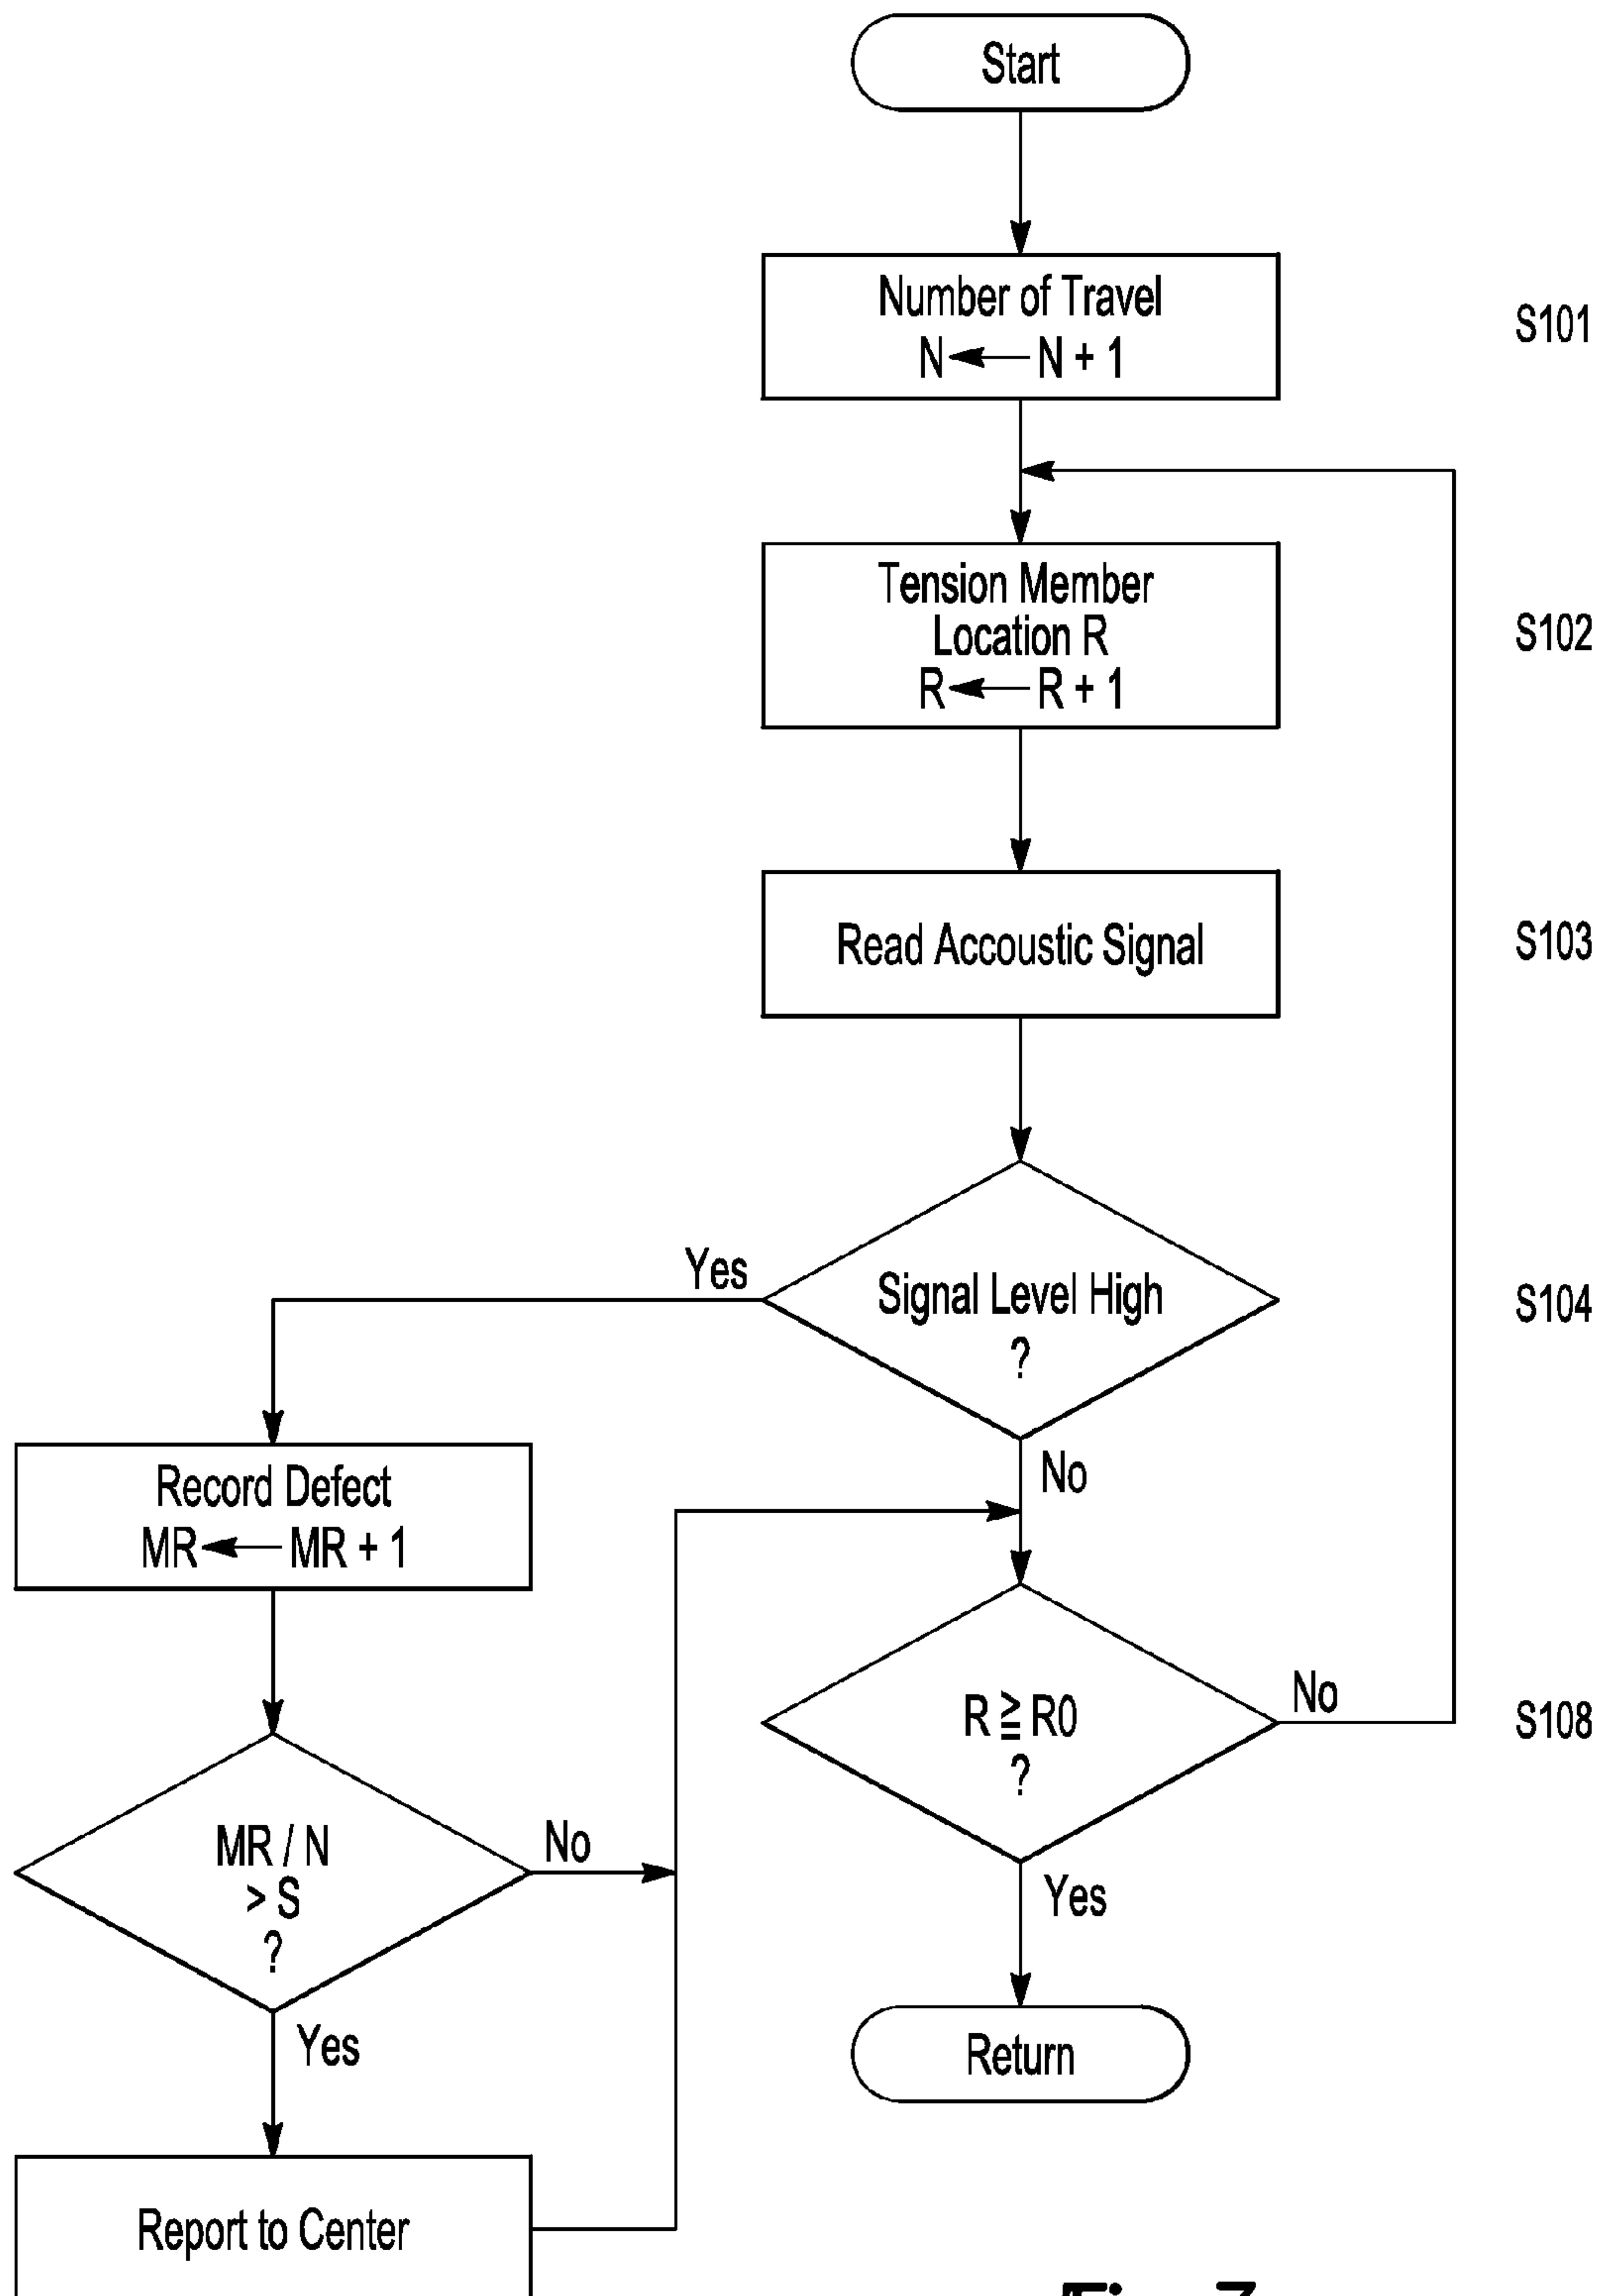 Start
Number of Travel
N ← N + 1
S101
Tension Member
Location R
R ← R + 1
S102
Read Accoustic Signal
S103
Yes
Signal Level High
?
S104
No
Record Defect
MR ← MR + 1
R ≧ R0
?
No
S108
MR / N
> S
?
No
Yes
Yes
Return
Report to Center